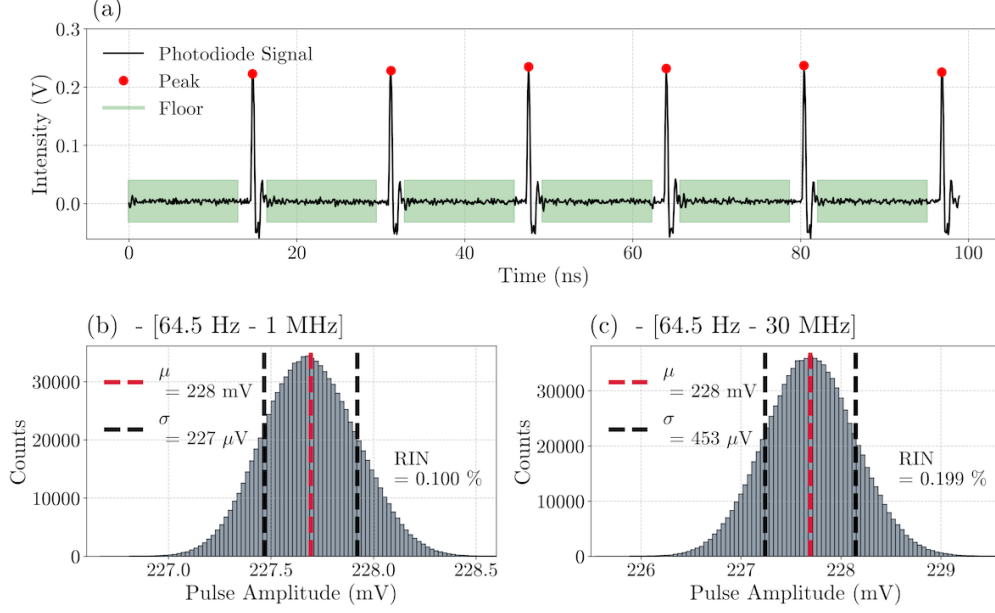 (a)
0.3
0.2
0.1
0.0
Intensity (V)
Photodiode Signal
Peak
Floor
0 20 40 60 80 100
Time (ns)
(b) - [64.5 Hz - 1 MHz]
30000
20000
10000
0
Counts
μ
= 228 mV
σ
= 227 μV
RIN
= 0.100 %
227.0 227.5 228.0 228.5
Pulse Amplitude (mV)
(c) - [64.5 Hz - 30 MHz]
30000
20000
10000
0
Counts
μ
= 228 mV
σ
= 453 μV
RIN
= 0.199 %
226 227 228 229
Pulse Amplitude (mV)